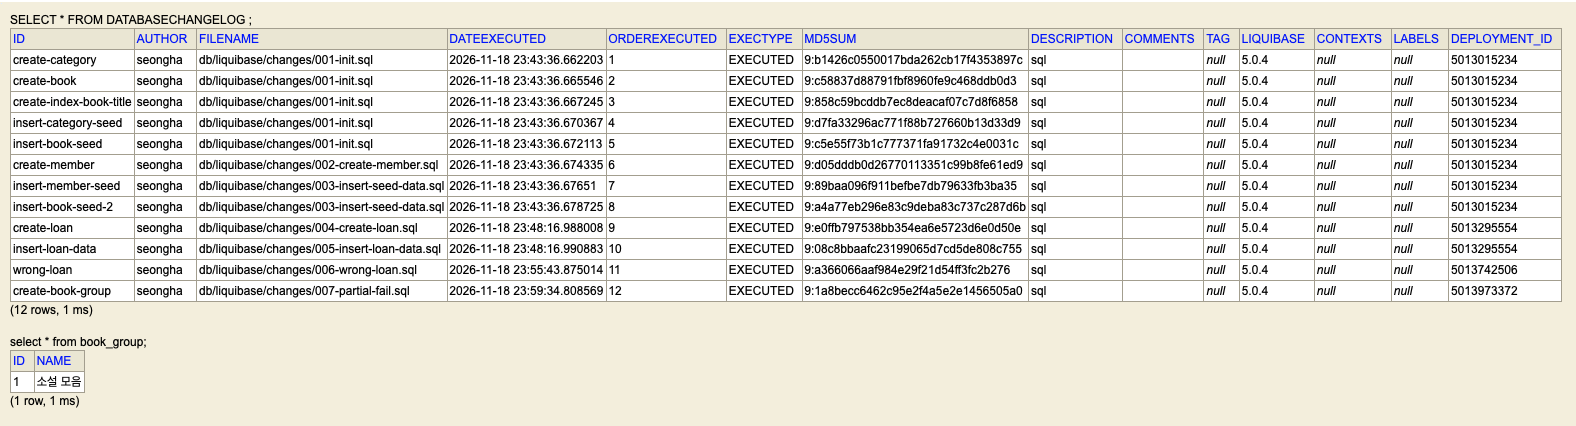 SELECT * FROM DATABASECHANGELOG ;
ID AUTHOR FILENAME DATEEXECUTED ORDEREXECUTED EXECTYPE MD5SUM DESCRIPTION COMMENTS TAG LIQUIBASE CONTEXTS LABELS DEPLOYMENT_ID
create-category seongha db/liquibase/changes/001-init.sql 2026-11-18 23:43:36.662203 1 EXECUTED 9:b1426c0550017bda262cb17f4353897c sql null 5.0.4 null null 5013015234
create-book seongha db/liquibase/changes/001-init.sql 2026-11-18 23:43:36.665546 2 EXECUTED 9:c58837d88791fbf8960fe9c468ddb0d3 sql null 5.0.4 null null 5013015234
create-index-book-title seongha db/liquibase/changes/001-init.sql 2026-11-18 23:43:36.667245 3 EXECUTED 9:858c59bcddb7ec8deacaf07c7d8f6858 sql null 5.0.4 null null 5013015234
insert-category-seed seongha db/liquibase/changes/001-init.sql 2026-11-18 23:43:36.670367 4 EXECUTED 9:d7fa33296ac771f88b727660b13d33d9 sql null 5.0.4 null null 5013015234
insert-book-seed seongha db/liquibase/changes/001-init.sql 2026-11-18 23:43:36.672113 5 EXECUTED 9:c5e55f73b1c777371fa91732c4e0031c sql null 5.0.4 null null 5013015234
create-member seongha db/liquibase/changes/002-create-member.sql 2026-11-18 23:43:36.674335 6 EXECUTED 9:d05dddb0d26770113351c99b8fe61ed9 sql null 5.0.4 null null 5013015234
insert-member-seed seongha db/liquibase/changes/003-insert-seed-data.sql 2026-11-18 23:43:36.67651 7 EXECUTED 9:89baa096f911befbe7db79633fb3ba35 sql null 5.0.4 null null 5013015234
insert-book-seed-2 seongha db/liquibase/changes/003-insert-seed-data.sql 2026-11-18 23:43:36.678725 8 EXECUTED 9:a4a77eb296e83c9deba83c737c287d6b sql null 5.0.4 null null 5013015234
create-loan seongha db/liquibase/changes/004-create-loan.sql 2026-11-18 23:48:16.988008 9 EXECUTED 9:e0ffb797538bb354ea6e5723d6e0d50e sql null 5.0.4 null null 5013295554
insert-loan-data seongha db/liquibase/changes/005-insert-loan-data.sql 2026-11-18 23:48:16.990883 10 EXECUTED 9:08c8bbaafc23199065d7cd5de808c755 sql null 5.0.4 null null 5013295554
wrong-loan seongha db/liquibase/changes/006-wrong-loan.sql 2026-11-18 23:55:43.875014 11 EXECUTED 9:a366066aaf984e29f21d54ff3fc2b276 sql null 5.0.4 null null 5013742506
create-book-group seongha db/liquibase/changes/007-partial-fail.sql 2026-11-18 23:59:34.808569 12 EXECUTED 9:1a8becc6462c95e2f4a5e2e1456505a0 sql null 5.0.4 null null 5013973372
(12 rows, 1 ms)
select * from book_group;
ID NAME
1 소설 모음
(1 row, 1 ms)